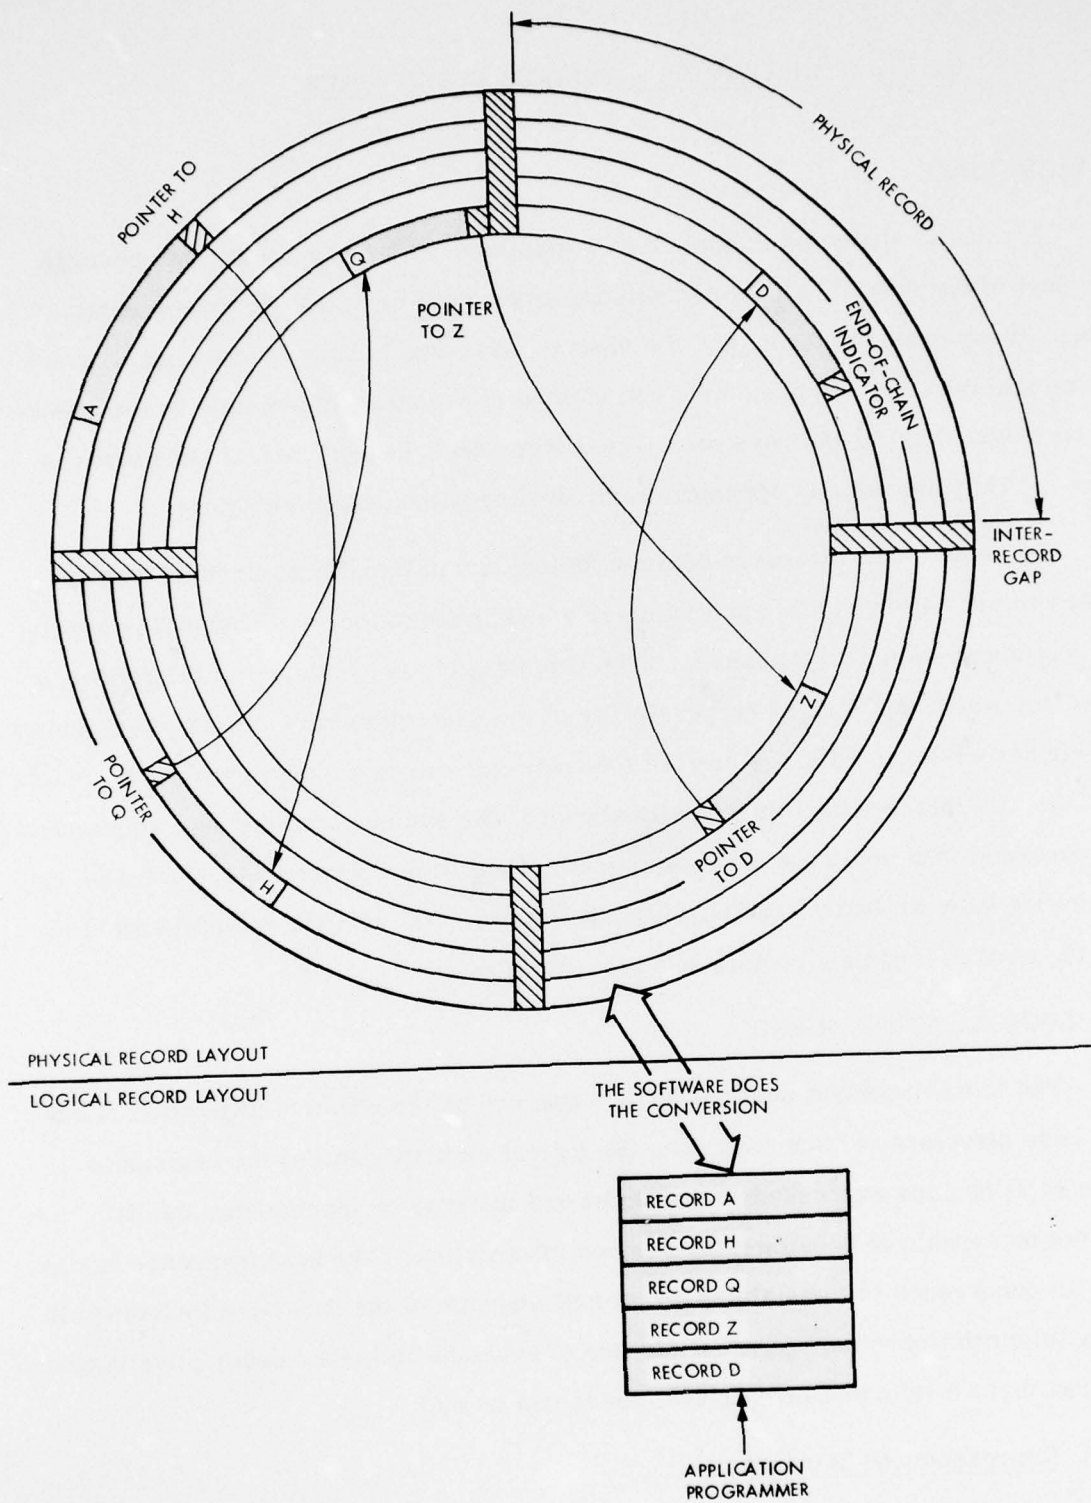 PHYSICAL RECORD
POINTER TO
H
Q
POINTER
TO Z
D
END-OF-CHAIN
INDICATOR
A
INTER-
RECORD
GAP
Z
POINTER
TO Q
POINTER
TO D
H
PHYSICAL RECORD LAYOUT
LOGICAL RECORD LAYOUT
THE SOFTWARE DOES
THE CONVERSION
RECORD A
RECORD H
RECORD Q
RECORD Z
RECORD D
APPLICATION
PROGRAMMER